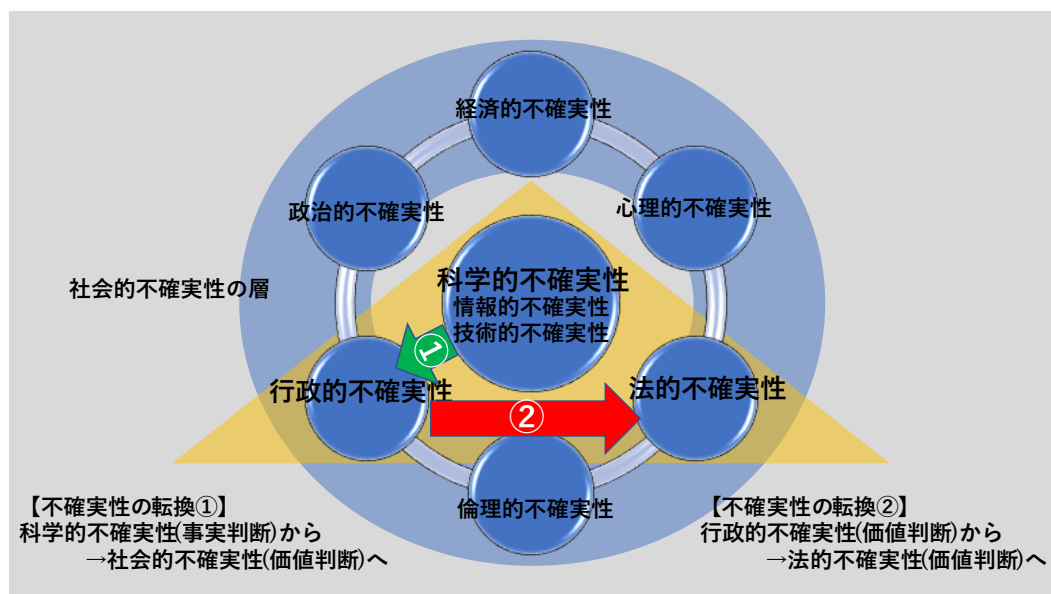 経済的不確実性
政治的不確実性
心理的不確実性
社会的不確実性の層
科学的不確実性
情報的不確実性
技術的不確実性
①
行政的不確実性
②
法的不確実性
倫理的不確実性
【不確実性の転換①】
科学的不確実性(事実判断)から
→社会的不確実性(価値判断)へ
【不確実性の転換②】
行政的不確実性(価値判断)から
→法的不確実性(価値判断)へ